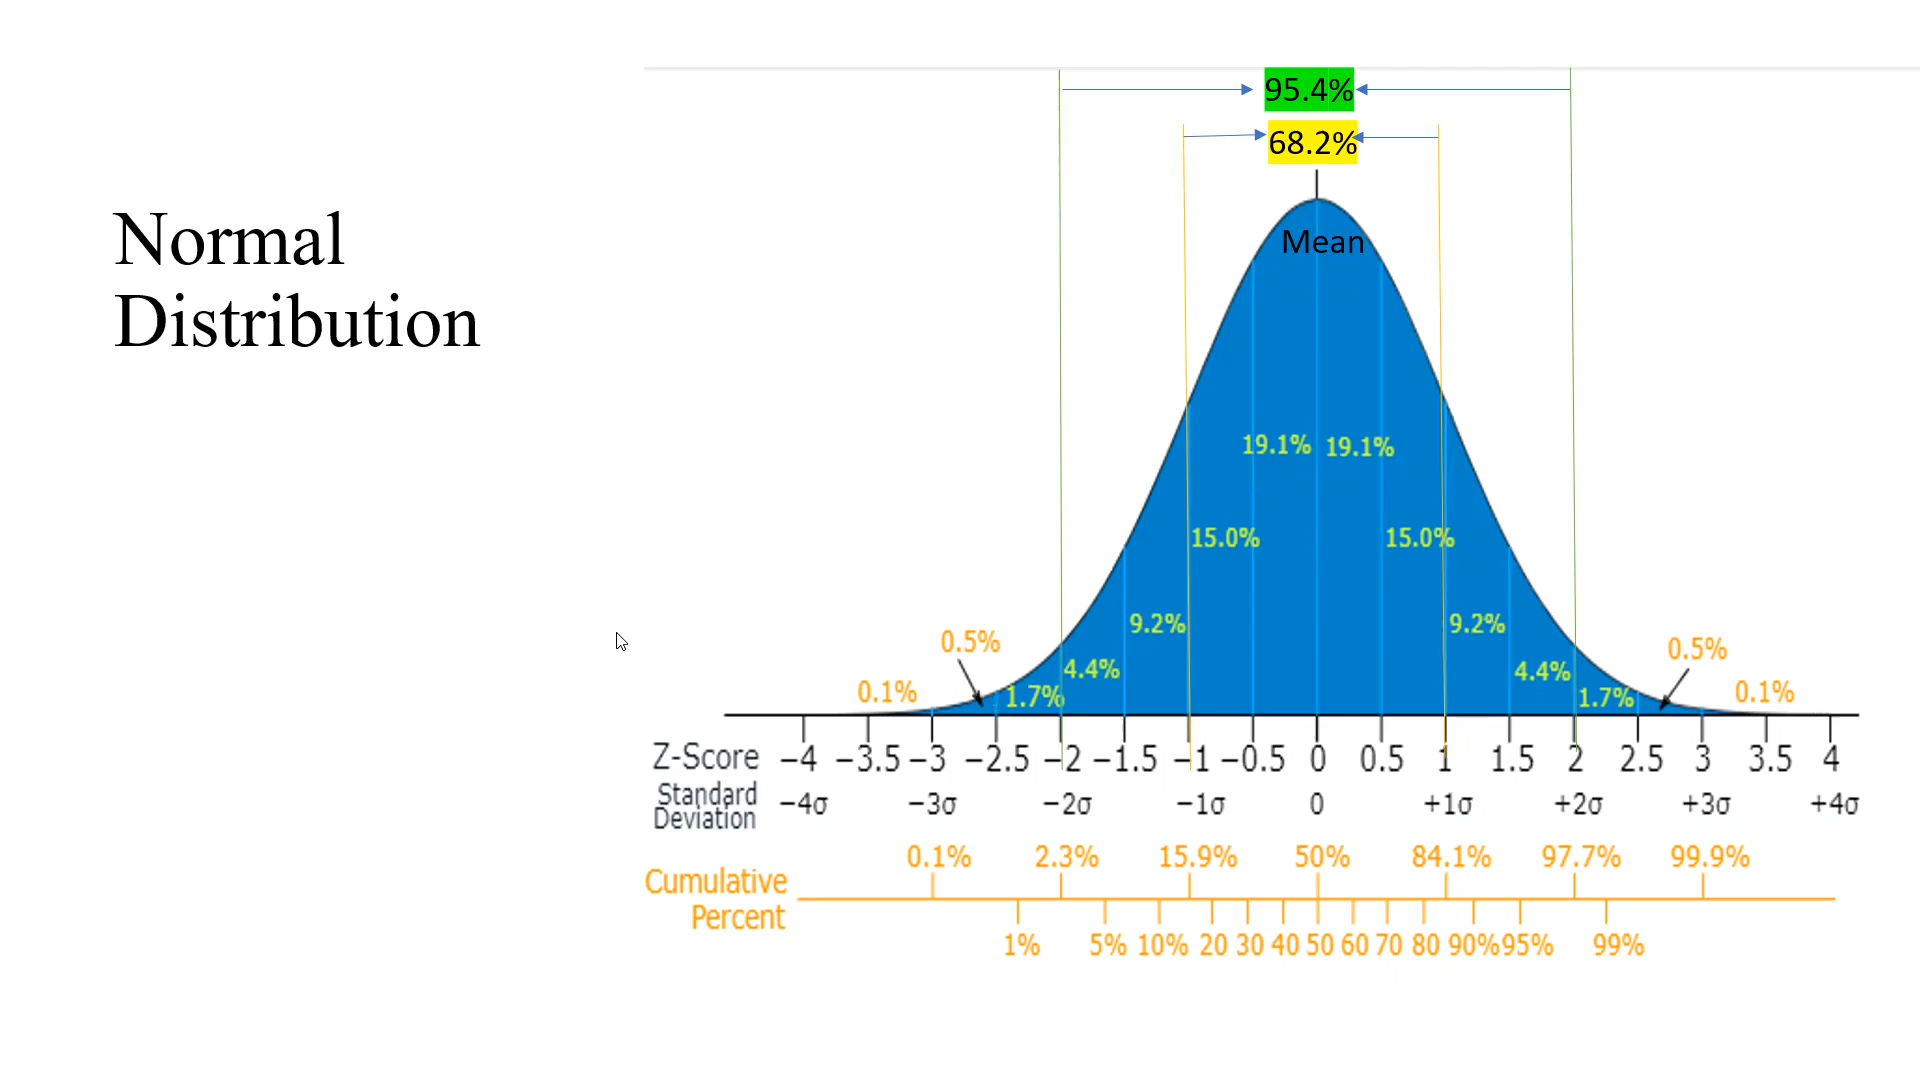 Normal
Distribution
95.4%
68.2%
Mean
19.1% 19.1%
15.0% 15.0%
9.2% 9.2%
0.5% 0.5%
4.4% 4.4%
0.1% 1.7% 1.7% 0.1%
Z-Score −4 −3.5 −3 −2.5 −2 −1.5 −1 −0.5 0 0.5 1 1.5 2 2.5 3 3.5 4
Standard
Deviation −4σ −3σ −2σ −1σ 0 +1σ +2σ +3σ +4σ
0.1% 2.3% 15.9% 50% 84.1% 97.7% 99.9%
Cumulative
Percent
1% 5% 10% 20 30 40 50 60 70 80 90% 95% 99%